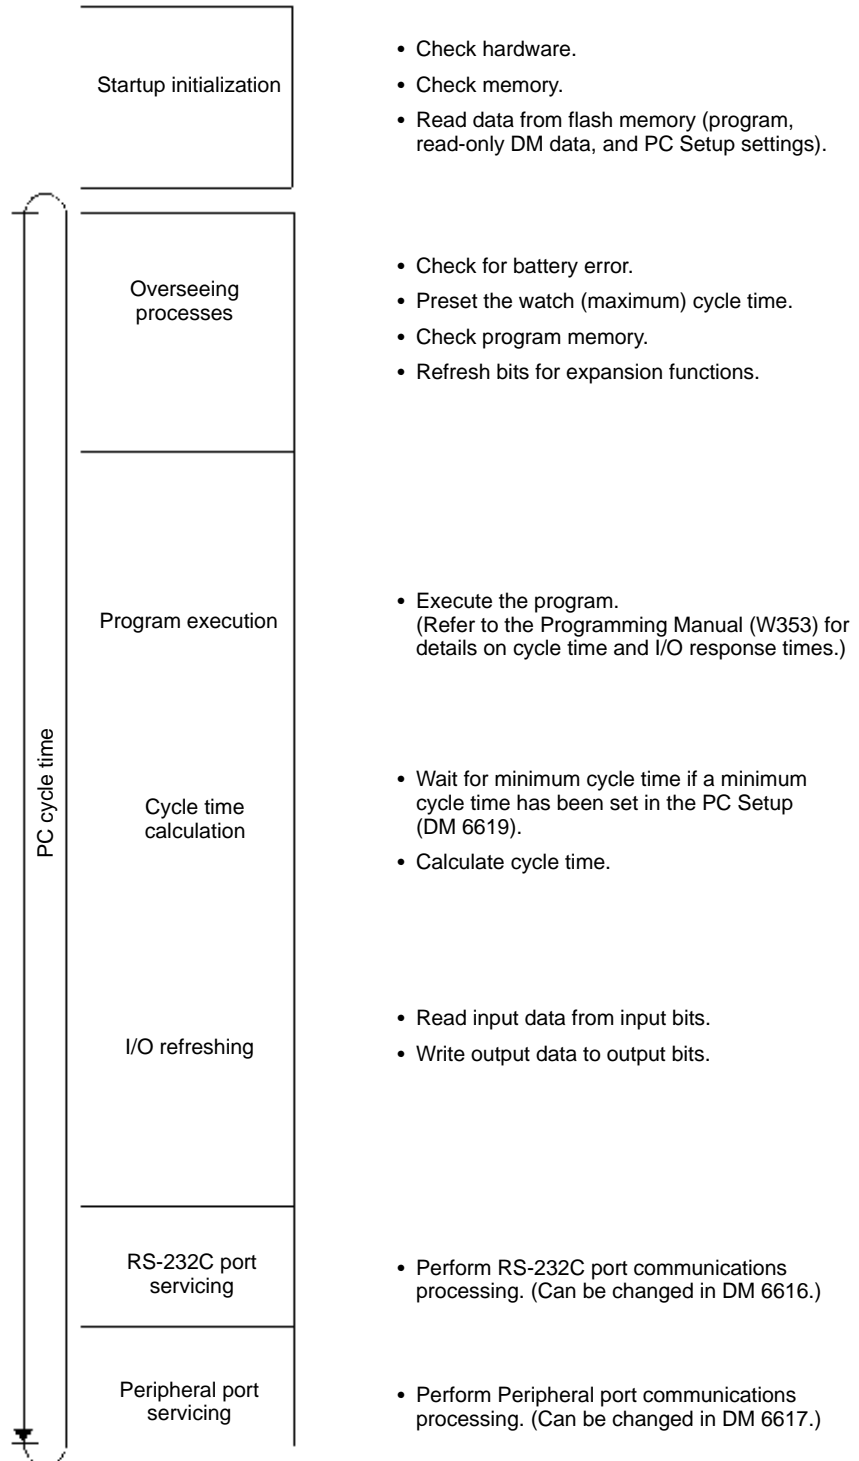 Startup initialization
• Check hardware.
• Check memory.
• Read data from flash memory (program,
read-only DM data, and PC Setup settings).
Overseeing
processes
• Check for battery error.
• Preset the watch (maximum) cycle time.
• Check program memory.
• Refresh bits for expansion functions.
Program execution
• Execute the program.
(Refer to the Programming Manual (W353) for
details on cycle time and I/O response times.)
PC cycle time
Cycle time
calculation
• Wait for minimum cycle time if a minimum
cycle time has been set in the PC Setup
(DM 6619).
• Calculate cycle time.
I/O refreshing
• Read input data from input bits.
• Write output data to output bits.
RS-232C port
servicing
• Perform RS-232C port communications
processing. (Can be changed in DM 6616.)
Peripheral port
servicing
• Perform Peripheral port communications
processing. (Can be changed in DM 6617.)